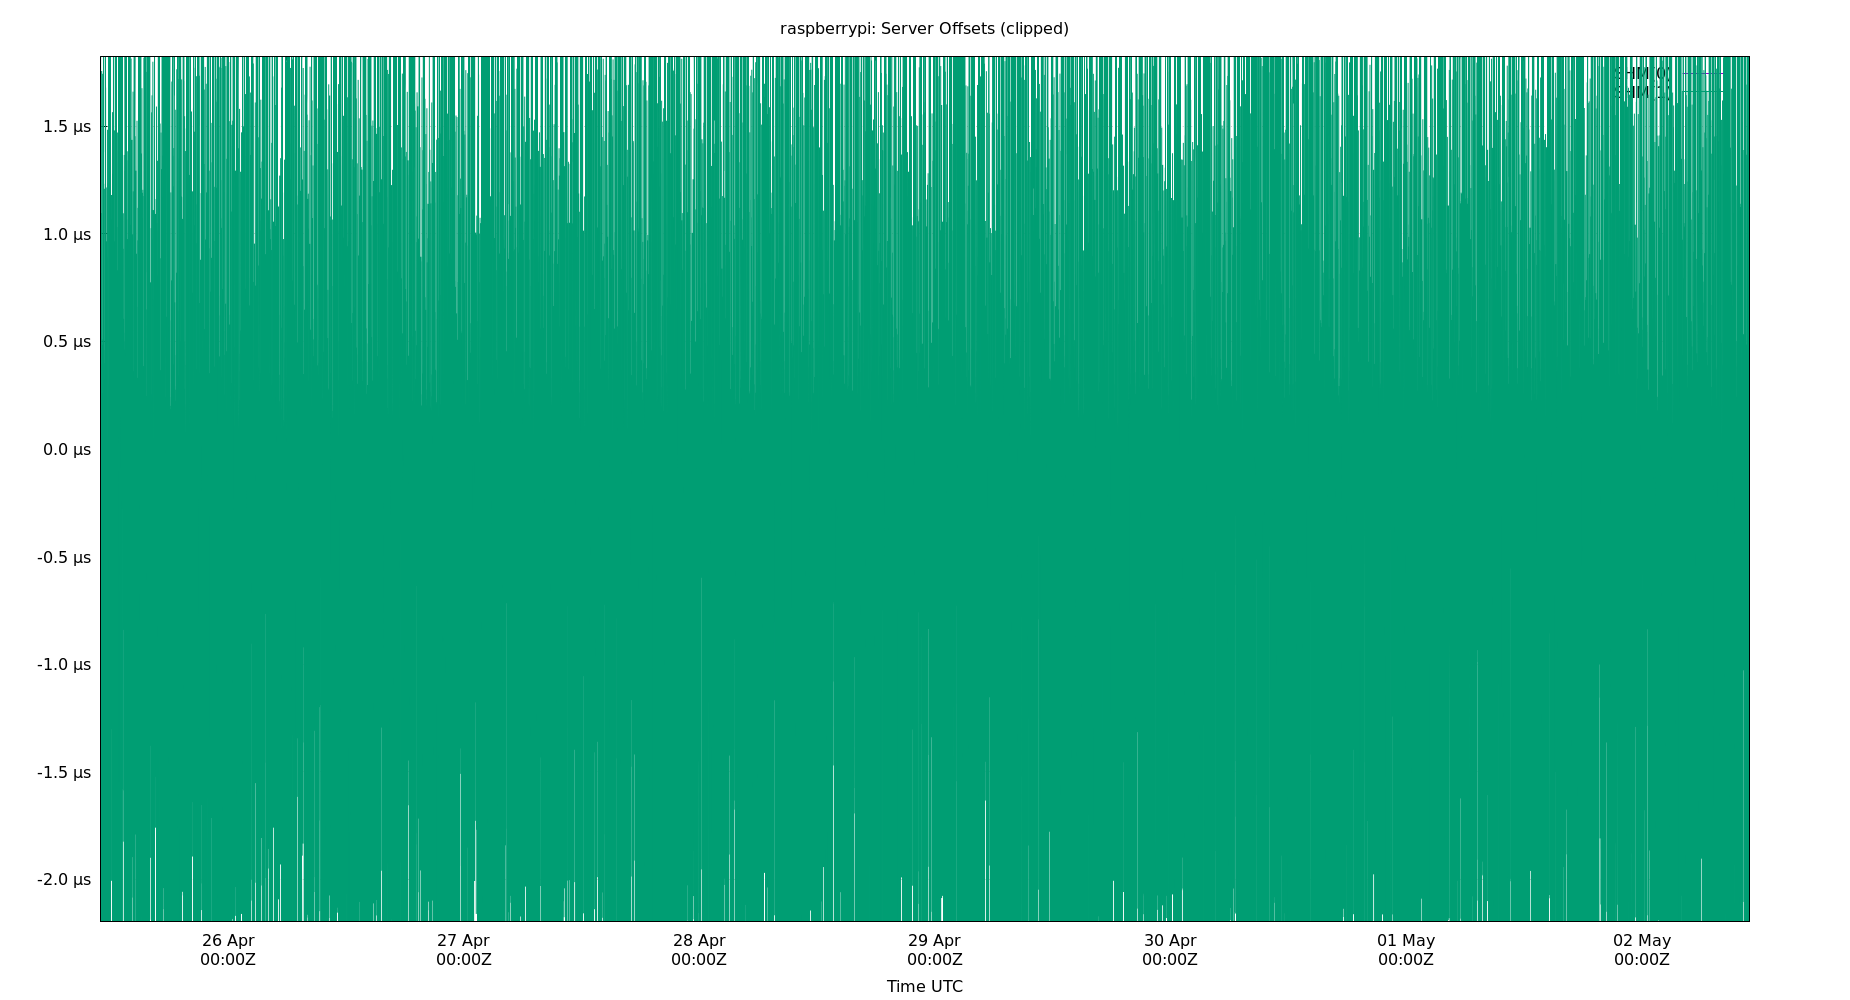 raspberrypi: Server Offsets (clipped)
SHM(0)
1.5 µs
1.0 µs
0.5 µs
0.0 µs
-0.5 µs
-1.0 µs
-1.5 µs
-2.0 µs
26 Apr 27 Apr 28 Apr 29 Apr 30 Apr 01 May 02 May
00:00Z 00:00Z 00:00Z 00:00Z 00:00Z 00:00Z 00:00Z
Time UTC